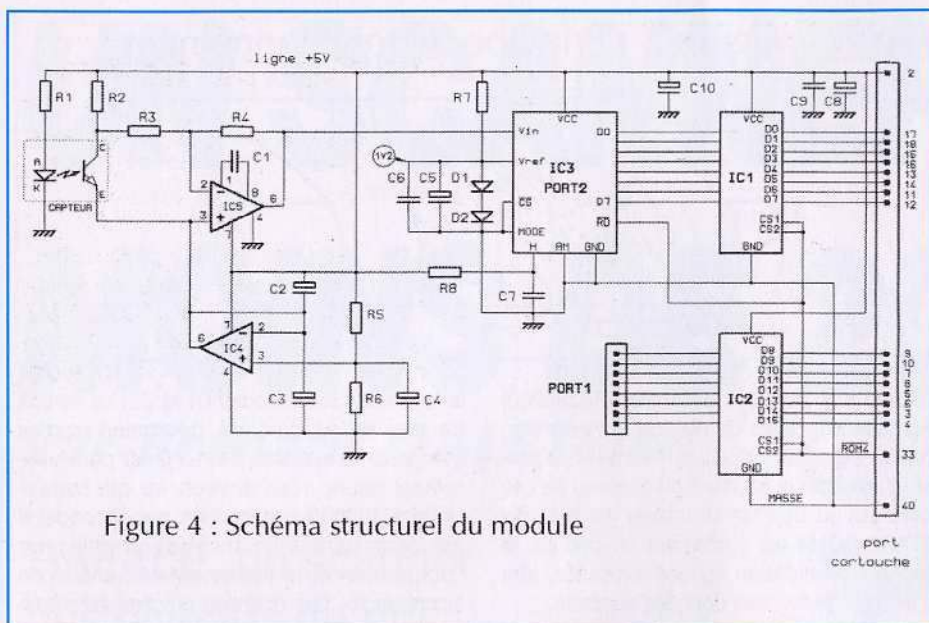 ligne +5V
R1
R2
R3
R4
R7
C10
C9
C8
2
VCC
VCC
Vin
D0
D0
D1
D2
D3
D4
D5
D6
D7
17
18
15
16
13
14
11
12
A
K
C
E
CAPTEUR
C1
1
8
2
3
6
4
7
IC5
1V2
Vref
C6
C5
D1
D2
CS
MODE
IC3
PORT2
D7
RD
H
AH
GND
IC1
CS1
CS2
GND
C2
R8
C7
R5
6
7
2
3
4
IC4
C3
R6
C4
PORT1
VCC
D8
D9
D10
D11
D12
D13
D14
D15
IC2
CS1
CS2
GND
9
10
7
8
5
6
3
4
ROM4
33
MASSE
40
port
cartouche
Figure 4 : Schéma structurel du module